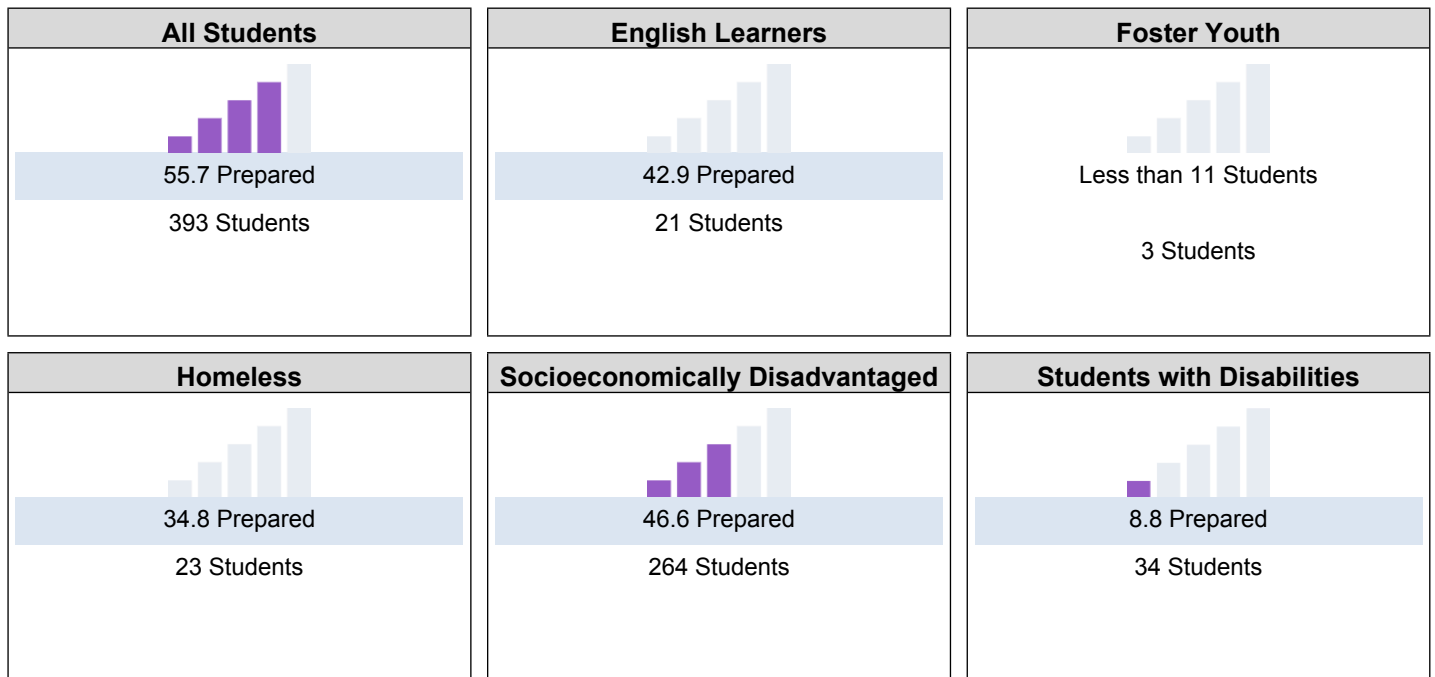 All Students
55.7 Prepared
393 Students
English Learners
42.9 Prepared
21 Students
Foster Youth
Less than 11 Students
3 Students
Homeless
34.8 Prepared
23 Students
Socioeconomically Disadvantaged
46.6 Prepared
264 Students
Students with Disabilities
8.8 Prepared
34 Students